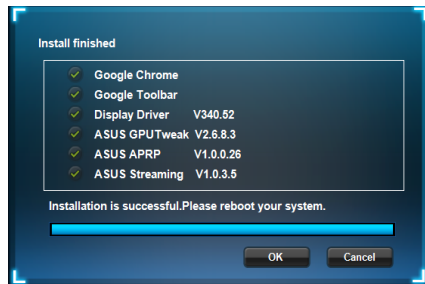 Install finished
Google Chrome
Google Toolbar
Display Driver V340.52
ASUS GPUTweak V2.6.8.3
ASUS APRP V1.0.0.26
ASUS Streaming V1.0.3.5
Installation is successful.Please reboot your system.
OK Cancel